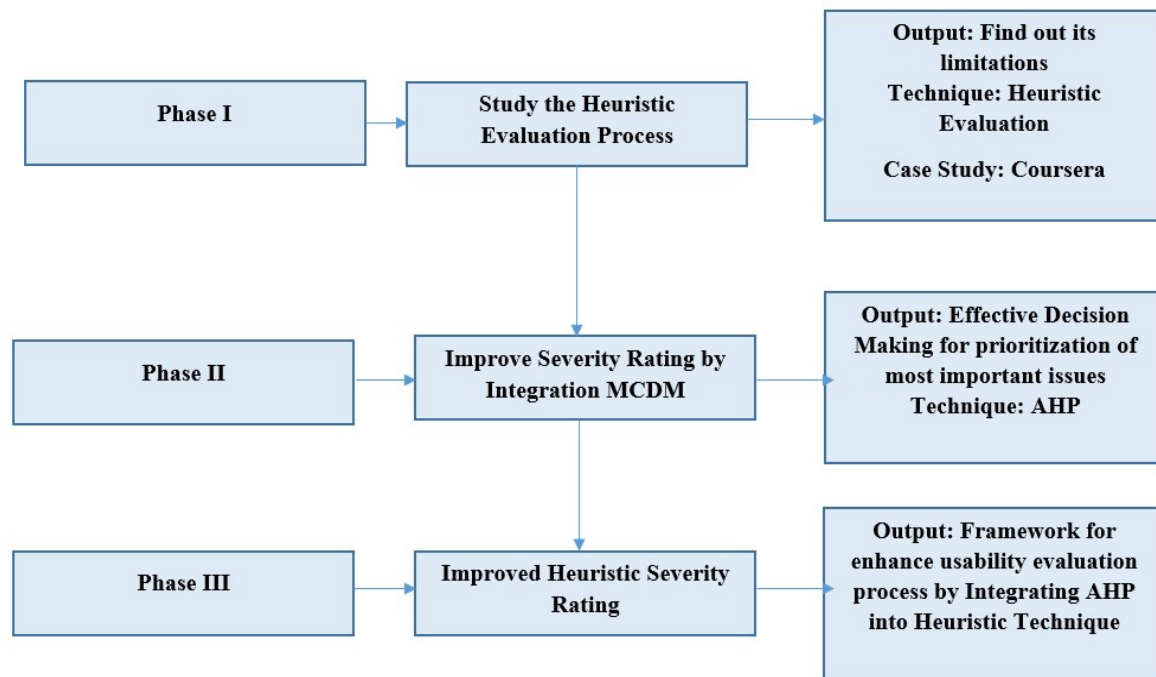 Phase I
Study the Heuristic
Evaluation Process
Output: Find out its
limitations
Technique: Heuristic
Evaluation
Case Study: Coursera
Phase II
Improve Severity Rating by
Integration MCDM
Output: Effective Decision
Making for prioritization of
most important issues
Technique: AHP
Phase III
Improved Heuristic Severity
Rating
Output: Framework for
enhance usability evaluation
process by Integrating AHP
into Heuristic Technique